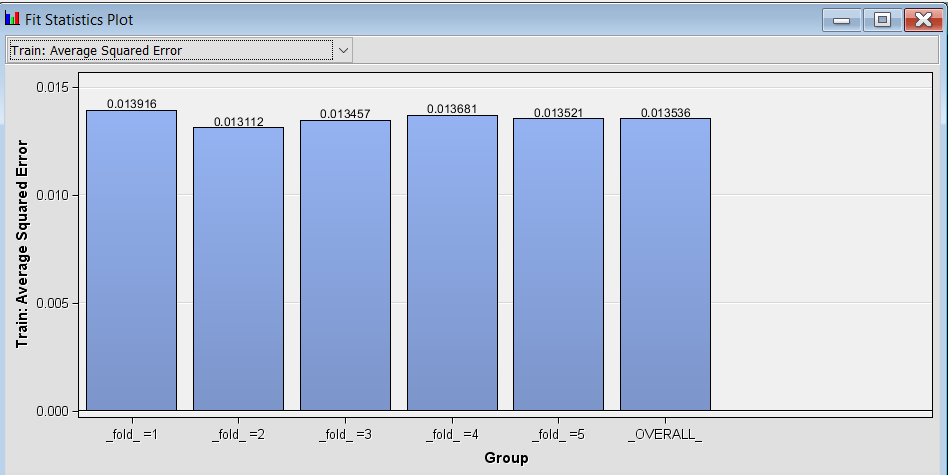 Fit Statistics Plot
Train: Average Squared Error
Train: Average Squared Error
0.015
0.010
0.005
0.000
0.013916
0.013112
0.013457
0.013681
0.013521
0.013536
_fold_ =1
_fold_ =2
_fold_ =3
_fold_ =4
_fold_ =5
_OVERALL_
Group